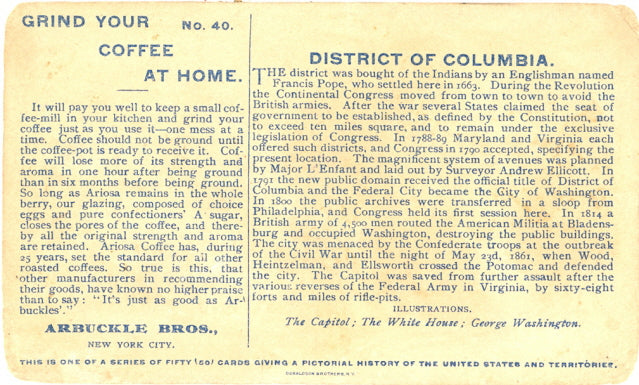 GRIND YOUR No. 40.
COFFEE
AT HOME.
It will pay you to keep a small cof-
fee-mill in your kitchen and grind your
coffee just as you use it—one mess at a
time. Coffee should not be ground until
the coffee-pot is ready to receive it. Cof-
fee will lose more of its strength and
aroma in one hour after being ground
than in six months before being ground.
So long as Ariosa remains in the whole
berry, our glazing, composed of choice
eggs and pure confectioners' A sugar,
closes the pores of the coffee, and there-
by all the original strength and aroma
are retained. Ariosa Coffee has, during
25 years, set the standard for all other
roasted coffees. So true is this, that
other manufacturers in recommending
their goods, have known no higher praise
than to say: "It's just as good as Ar-
buckles'."
ARBUCKLE BROS.,
NEW YORK CITY.
DISTRICT OF COLUMBIA.
THE district was bought of the Indians by an Englishman named
Francis Pope, who settled here in 1663. During the Revolution
the Continental Congress moved from town to town to avoid the
British armies. After the war several States claimed the seat of
government to be established, as defined by the Constitution, not
to exceed ten miles square, and to remain under the exclusive
legislation of Congress. In 1788-89 Maryland and Virginia each
offered such districts, and Congress in 1790 accepted, specifying the
present location. The magnificent system of avenues was planned
by Major L'Enfant and laid out by Surveyor Andrew Ellicott. In
1791 the new public domain received the official title of District of
Columbia and the Federal City became the City of Washington.
In 1800 the public archives were transferred in a sloop from
Philadelphia, and Congress held its first session here. In 1814 a
British army of 4,500 men routed the American Militia at Bladens-
burg and occupied Washington, destroying the public buildings.
The city was menaced by the Confederate troops at the outbreak
of the Civil War until the night of May 23d, 1861, when Wood,
Heintzelman, and Ellsworth crossed the Potomac and defended
the city. The Capitol was saved from further assault after the
various reverses of the Federal Army in Virginia, by sixty-eight
forts and miles of rifle-pits.
ILLUSTRATIONS.
The Capitol; The White House; George Washington.
THIS IS ONE OF A SERIES OF FIFTY (50) CARDS GIVING A PICTORIAL HISTORY OF THE UNITED STATES AND TERRITORIES.
DONALDSON BROTHERS, N.Y.